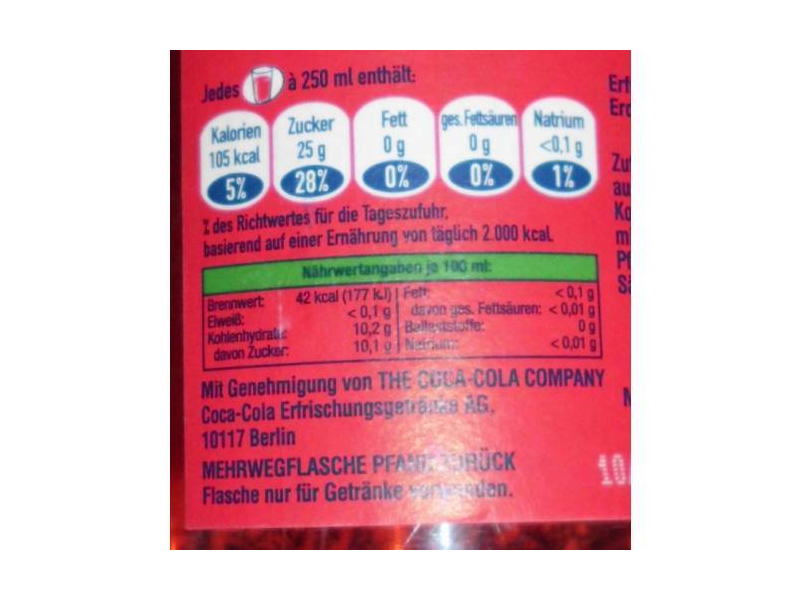 Jedes à 250 ml enthält:
Kalorien Zucker Fett ges. Fettsäuren Natrium
105 kcal 25 g 0 g 0 g <0,1 g
5% 28% 0% 0% 1%
% des Richtwertes für die Tageszufuhr,
basierend auf einer Ernährung von täglich 2.000 kcal
Nährwertangaben je 100 ml:
Brennwert: 42 kcal (177 kJ) Fett: < 0,1 g
Eiweiß: < 0,1 g davon ges. Fettsäuren: < 0,01 g
Kohlenhydrate: 10,2 g Ballaststoffe: 0 g
davon Zucker: 10,1 g Natrium: < 0,01 g
Mit Genehmigung von THE COCA-COLA COMPANY
Coca-Cola Erfrischungsgetränke AG,
10117 Berlin
MEHRWEGFLASCHE PFAND ZURÜCK
Flasche nur für Getränke verwenden.